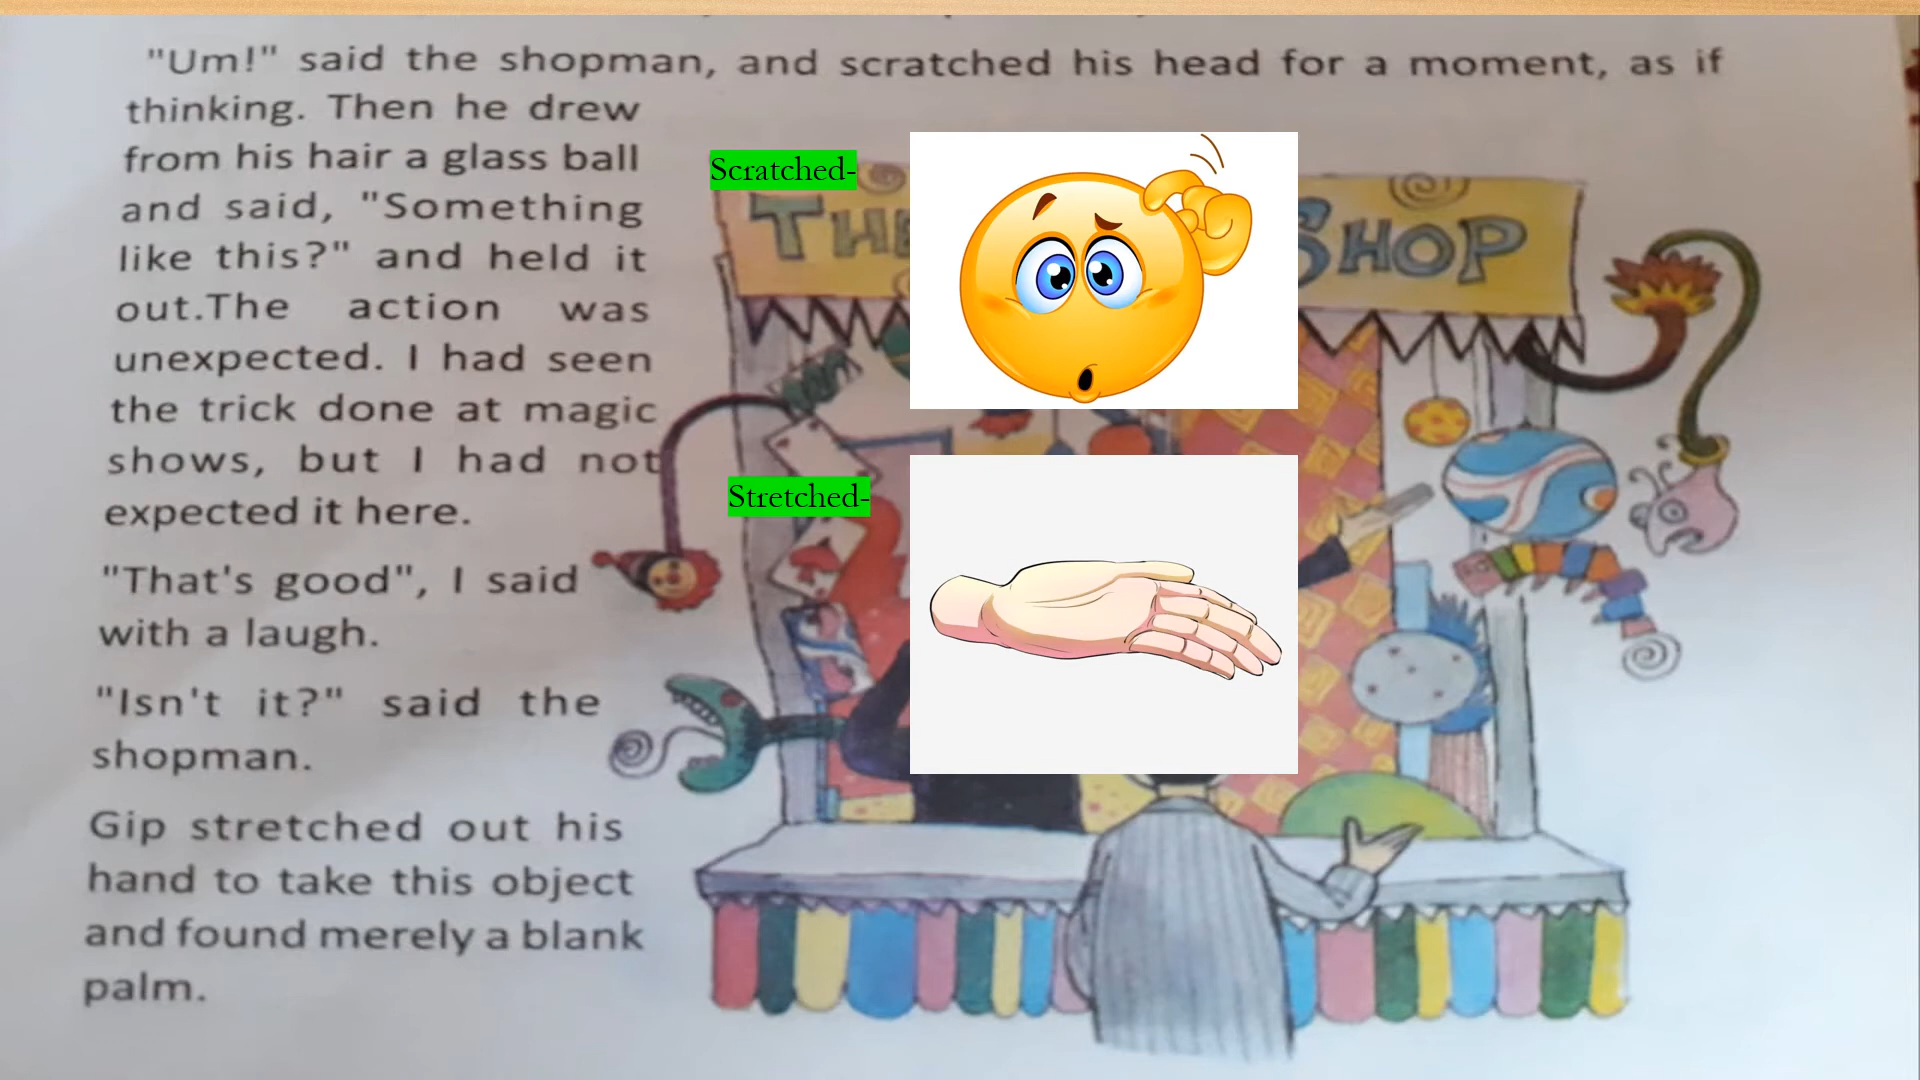 "Um!" said the shopman, and scratched his head for a moment, as if
thinking. Then he drew
from his hair a glass ball
and said, "Something
like this?" and held it
out.The action was
unexpected. I had seen
the trick done at magic
shows, but I had not
expected it here.
"That's good", I said
with a laugh.
"Isn't it?" said the
shopman.
Gip stretched out his
hand to take this object
and found merely a blank
palm.
Scratched-
THE SHOP
Stretched-